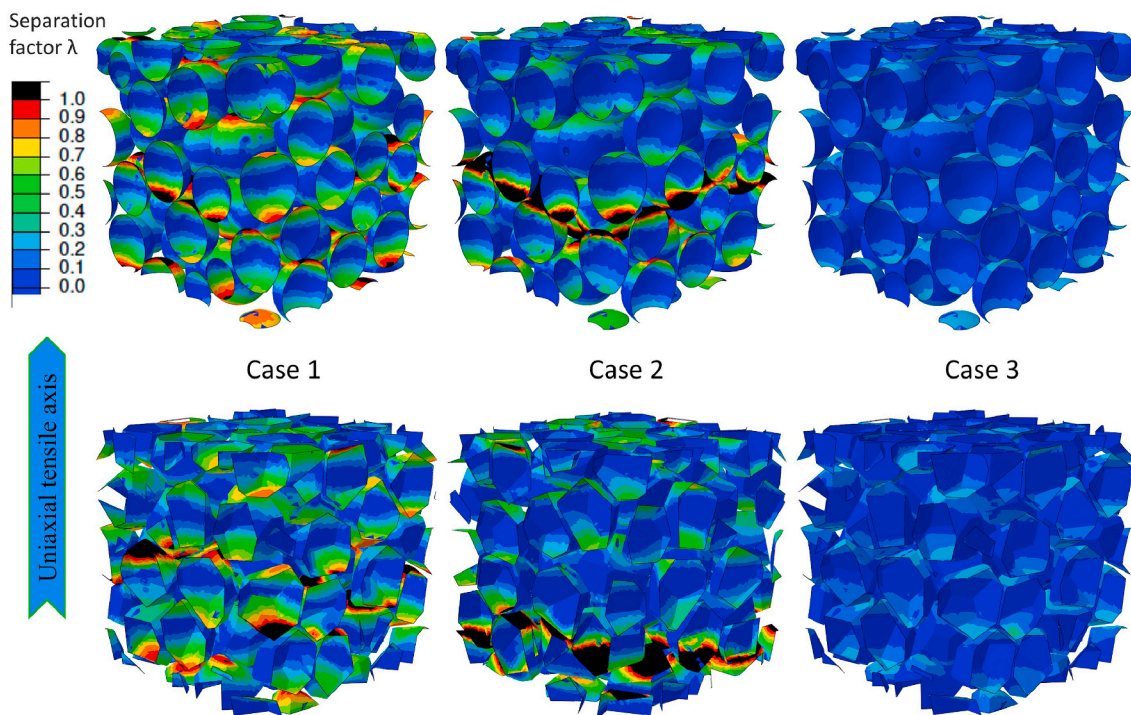 Separation
factor λ
1.0
0.9
0.8
0.7
0.6
0.5
0.4
0.3
0.2
0.1
0.0
Case 1
Case 2
Case 3
Uniaxial tensile axis